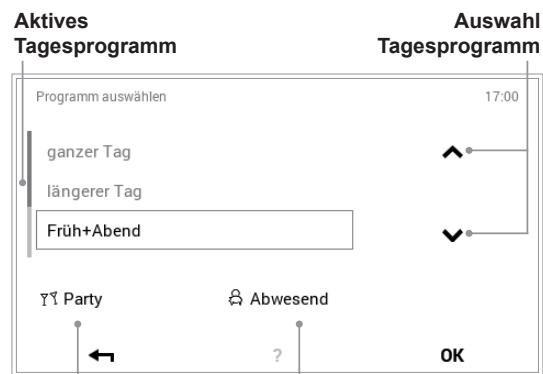 Aktives
Tagesprogramm
Auswahl
Tagesprogramm
Programm auswählen 17:00
ganzer Tag
längerer Tag
Früh+Abend
Party Abwesend
? OK